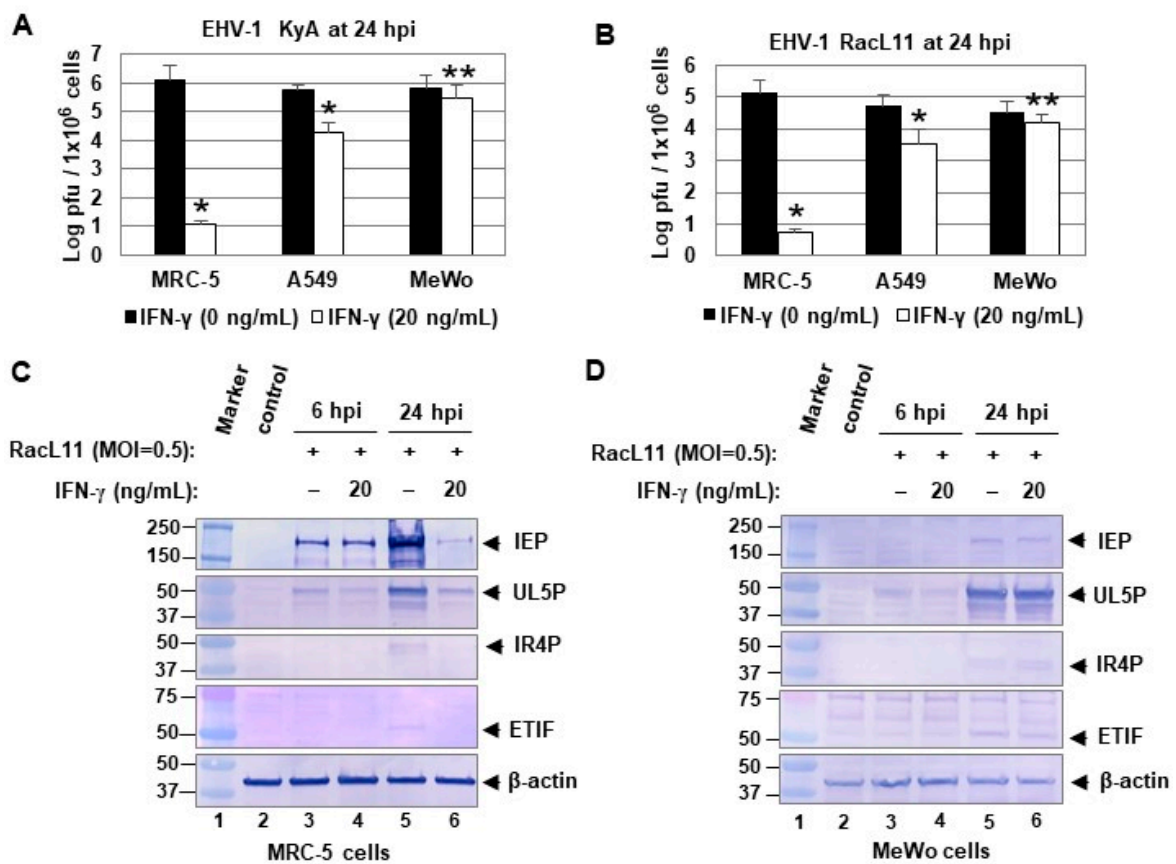 A
EHV-1 KyA at 24 hpi
Log pfu / 1x10⁶ cells
7
6
5
4
3
2
1
0
*
*
**
MRC-5 A549 MeWo
■IFN-γ (0 ng/mL) □IFN-γ (20 ng/mL)
B
EHV-1 RacL11 at 24 hpi
Log pfu / 1x10⁶ cells
6
5
4
3
2
1
0
*
*
**
MRC-5 A549 MeWo
■IFN-γ (0 ng/mL) □IFN-γ (20 ng/mL)
C
Marker
control
6 hpi 24 hpi
RacL11 (MOI=0.5): + + + +
IFN-γ (ng/mL): – 20 – 20
250
150
IEP
50
37
UL5P
50
37
IR4P
75
50
ETIF
50
37
β-actin
1 2 3 4 5 6
MRC-5 cells
D
Marker
control
6 hpi 24 hpi
RacL11 (MOI=0.5): + + + +
IFN-γ (ng/mL): – 20 – 20
250
150
IEP
50
37
UL5P
50
37
IR4P
75
50
ETIF
50
37
β-actin
1 2 3 4 5 6
MeWo cells